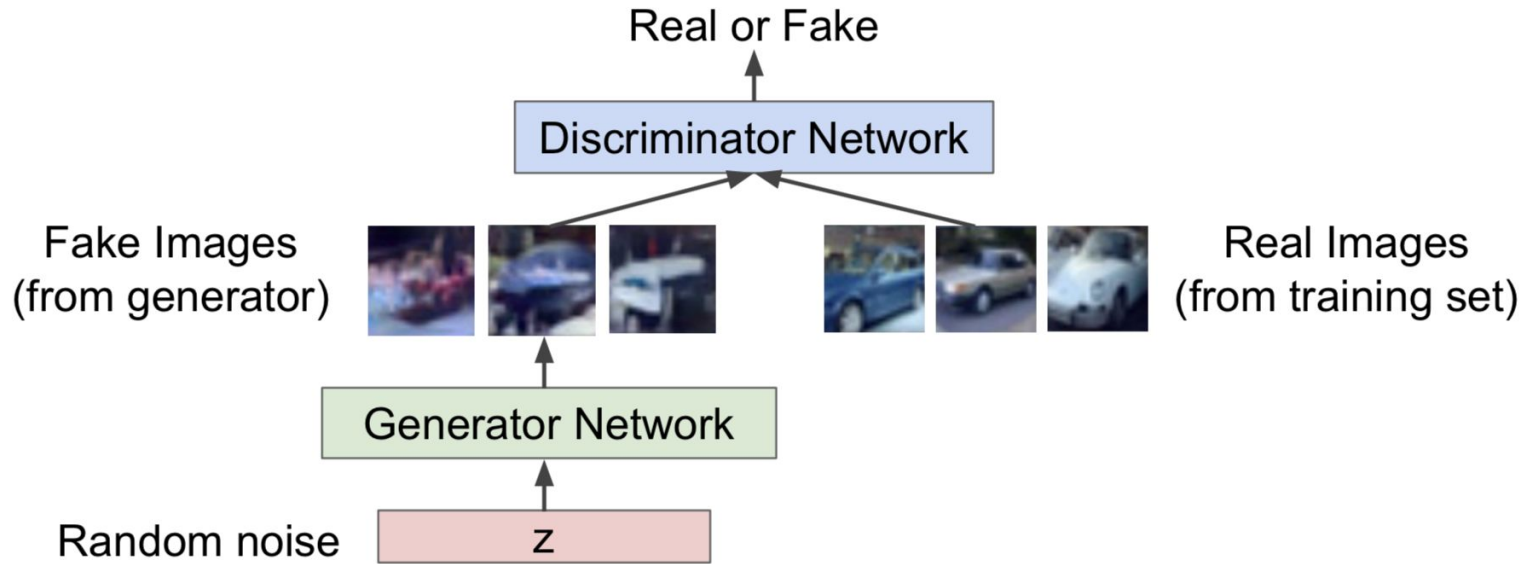 Real or Fake
Discriminator Network
Fake Images
(from generator)
Real Images
(from training set)
Generator Network
Random noise
z